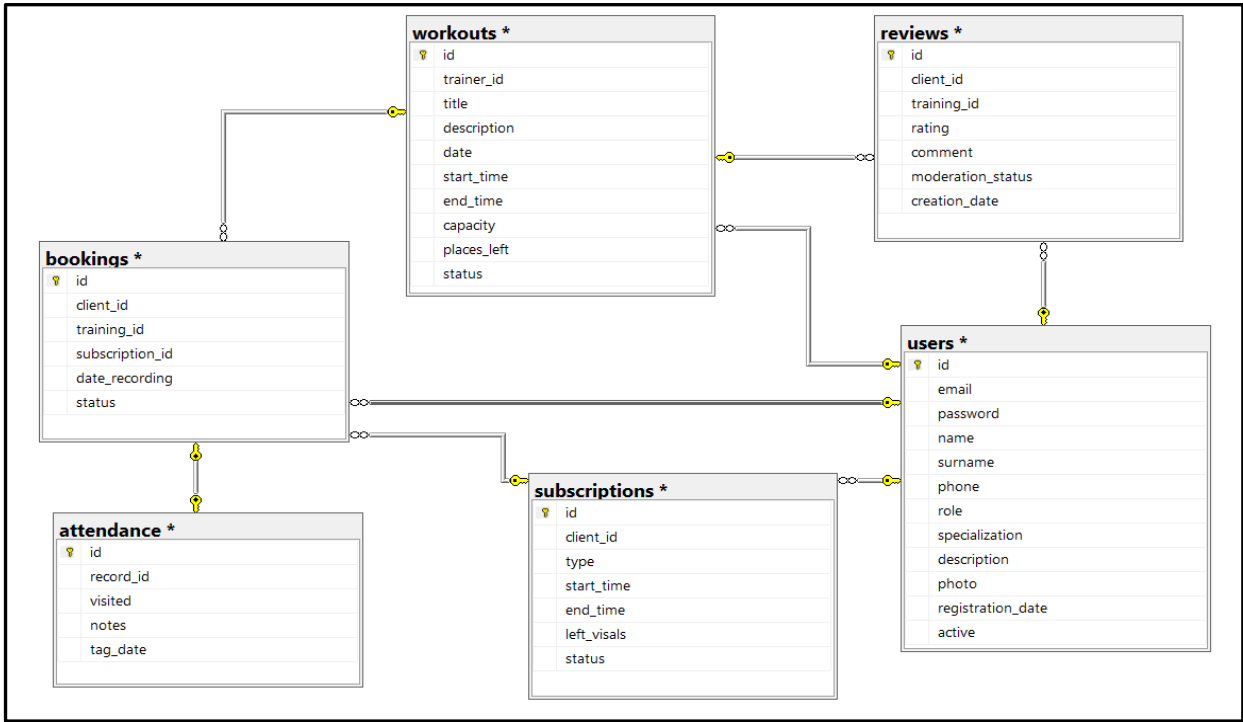 workouts *
id
trainer_id
title
description
date
start_time
end_time
capacity
places_left
status
reviews *
id
client_id
training_id
rating
comment
moderation_status
creation_date
bookings *
id
client_id
training_id
subscription_id
date_recording
status
users *
id
email
password
name
surname
phone
role
specialization
description
photo
registration_date
active
subscriptions *
id
client_id
type
start_time
end_time
left_visals
status
attendance *
id
record_id
visited
notes
tag_date